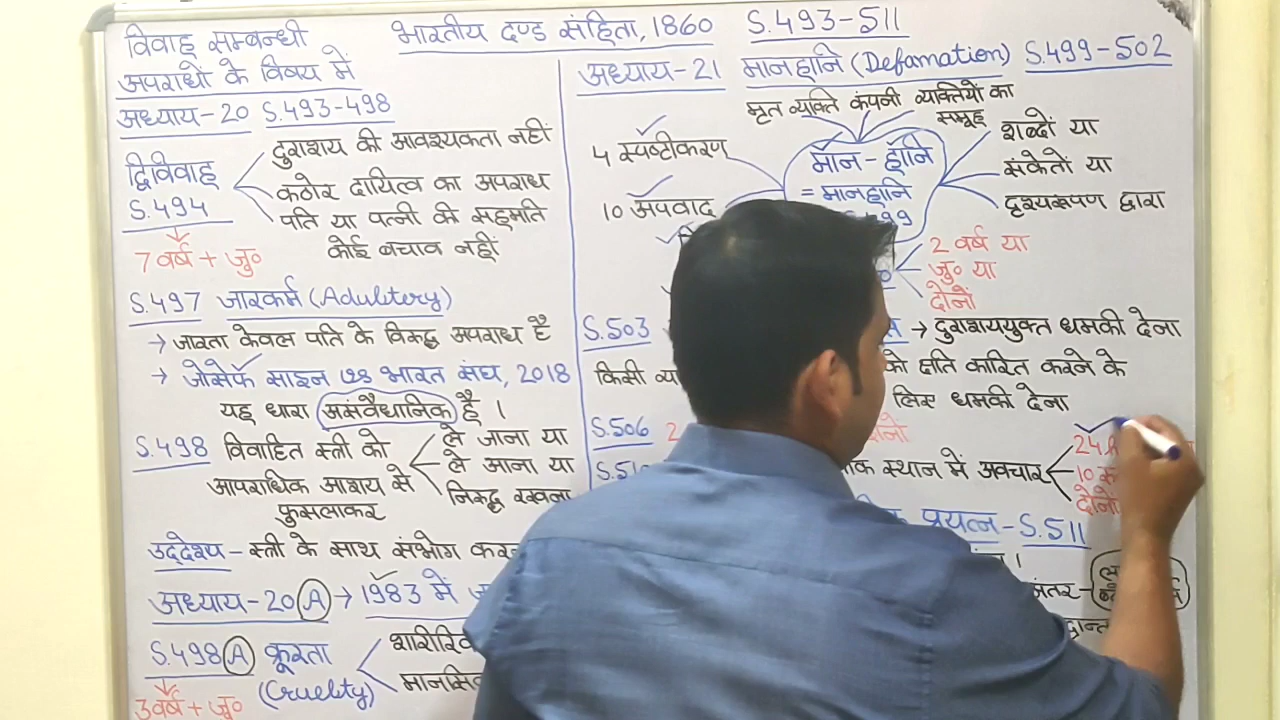 भारतीय दण्ड संहिता, 1860 S.493-511
विवाह सम्बन्धी
अपराधों के विषय में
अध्याय-20 S.493-498
द्विविवाह
S.494
दुराशय की आवश्यकता नहीं
कठोर दायित्व का अपराध
पति या पत्नी की सहमति
कोई बचाव नहीं
7 वर्ष + जु०
S.497 जारकर्म (Adultery)
→ जारता केवल पति के विरुद्ध अपराध है
→ जोसेफ साइन बनाम भारत संघ, 2018
यह धारा असंवैधानिक है ।
S.498 विवाहित स्त्री को
आपराधिक आशय से
फुसलाकर
ले जाना या
ले आना या
निरुद्ध रखना
उद्देश्य - स्त्री के साथ संभोग
अध्याय-20 A → 1983 में
S.498 A क्रूरता
(Cruelty)
3 वर्ष + जु०
अध्याय-21 मानहानि (Defamation) S.499-502
मृत व्यक्ति कंपनी व्यक्तियों का
समूह
4 स्पष्टीकरण
10 अपवाद
मान - हानि
= मानहानि
शब्दों या
संकेतों या
दृश्यरूपण द्वारा
2 वर्ष या
जु० या
दोनों
S.503 → दुराशययुक्त धमकी देना
किसी को क्षति कारित करने के
लिए धमकी देना
S.506 2
स्थान में अवचार
24
10
दोनों
प्रयत्न - S.511